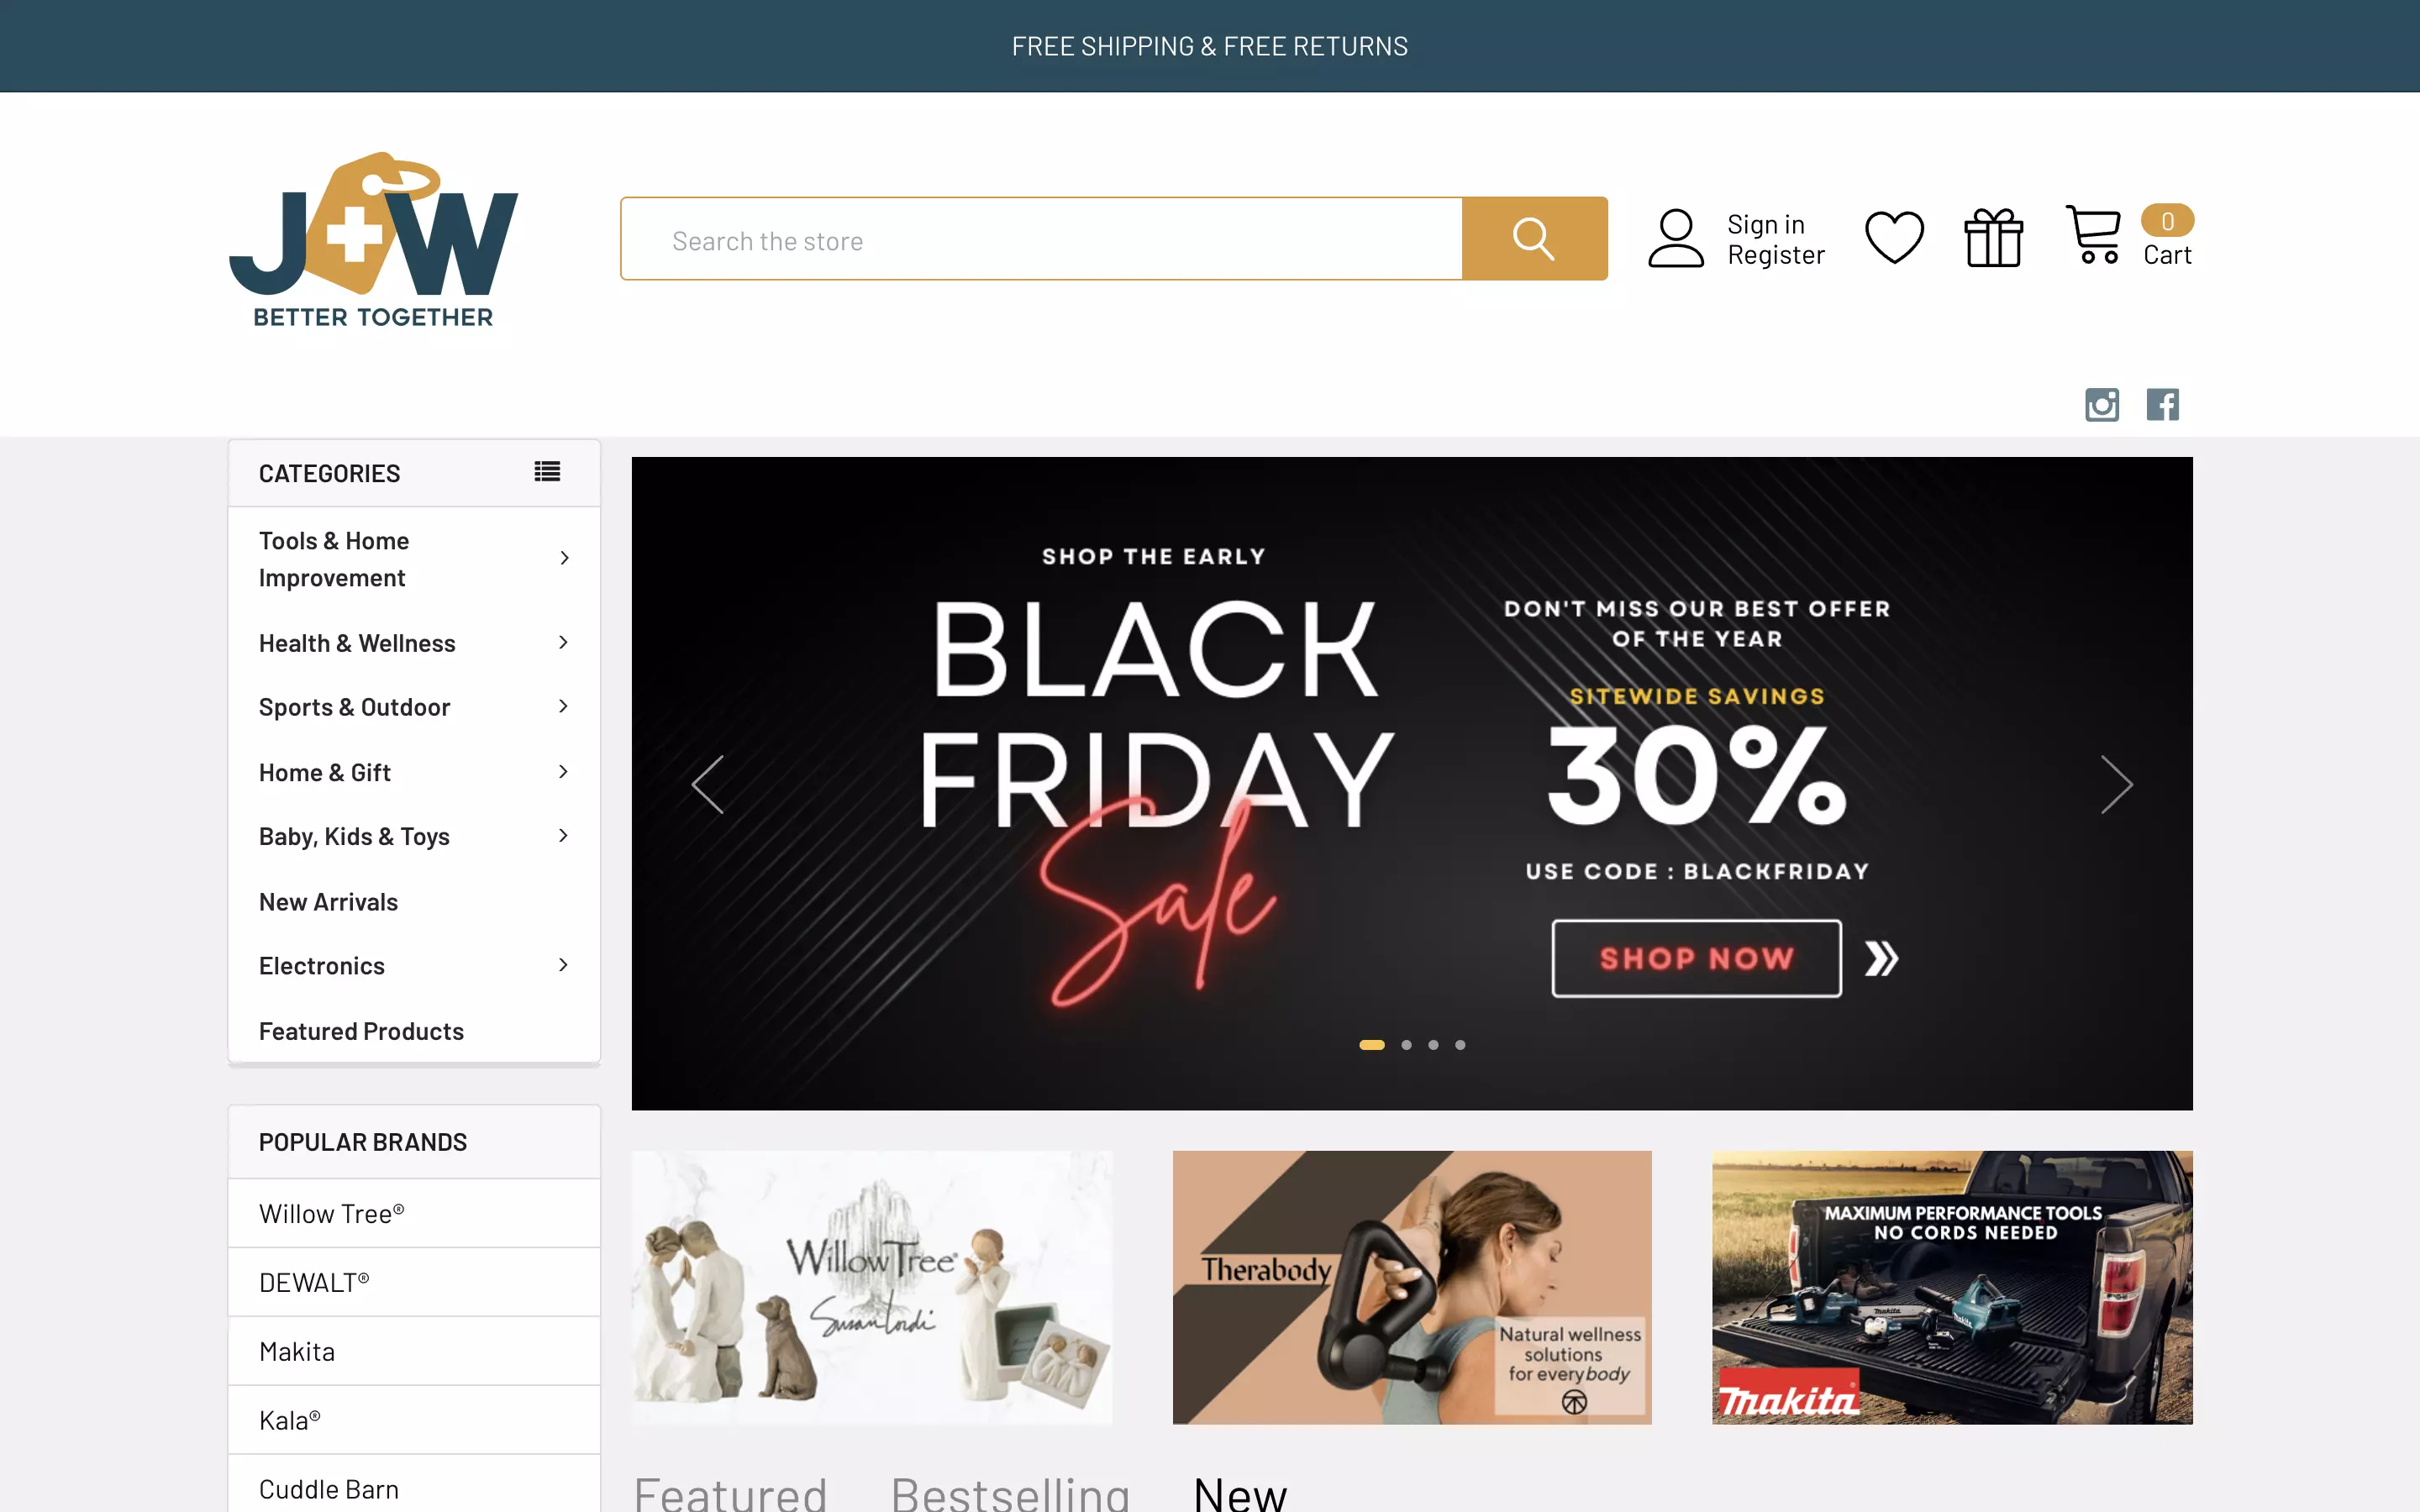 FREE SHIPPING & FREE RETURNS
J+W
BETTER TOGETHER
Search the store
Sign in
Register
0
Cart
CATEGORIES
Tools & Home
Improvement
Health & Wellness
Sports & Outdoor
Home & Gift
Baby, Kids & Toys
New Arrivals
Electronics
Featured Products
POPULAR BRANDS
Willow Tree®
DEWALT®
Makita
Kala®
Cuddle Barn
SHOP THE EARLY
BLACK
FRIDAY
Sale
DON'T MISS OUR BEST OFFER
OF THE YEAR
SITEWIDE SAVINGS
30%
USE CODE : BLACKFRIDAY
SHOP NOW
Willow Tree®
Susan Lordi
Therabody
Natural wellness
solutions
for everybody
MAXIMUM PERFORMANCE TOOLS
NO CORDS NEEDED
makita
Makita
Featured
Bestselling
New